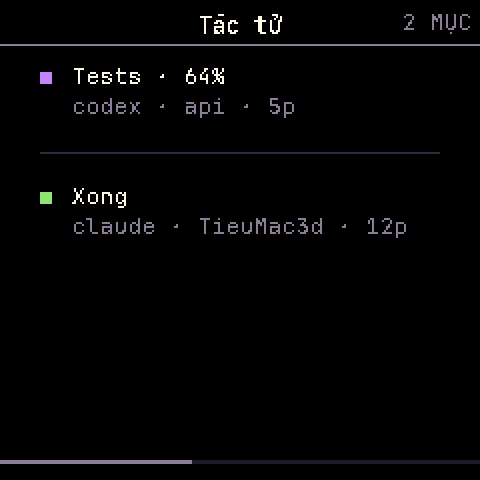 Tác tử
2 MỤC
Tests · 64%
codex · api · 5p
Xong
claude · TieuMac3d · 12p